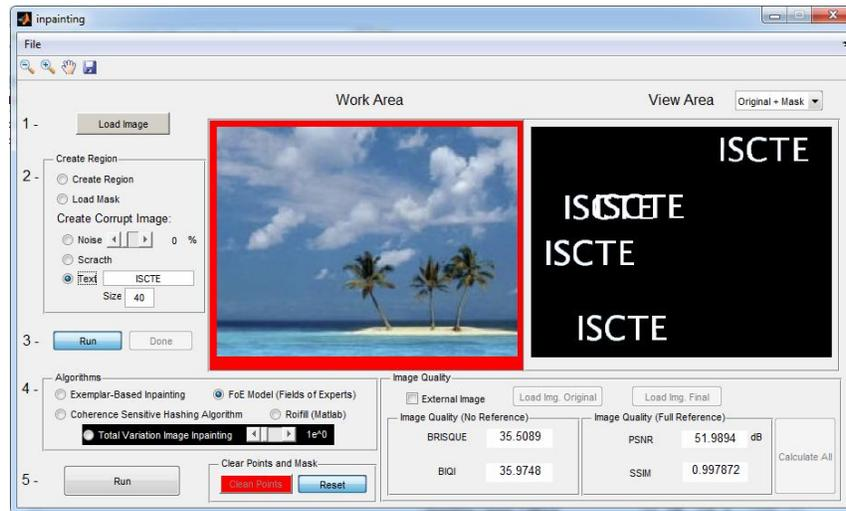 inpainting
File
Work Area
View Area
Original + Mask
1 -
Load Image
Create Region
2 -
Create Region
Load Mask
Create Corrupt Image:
Noise 0 %
Scracth
Text ISCTE
Size 40
3 -
Run Done
ISCTE
ISCTE ISCTE
ISCTE
ISCTE
4 -
Algorithms
Exemplar-Based Inpainting
FoE Model (Fields of Experts)
Coherence Sensitive Hashing Algorithm
Roifill (Matlab)
Total Variation Image Inpainting 1e^0
5 -
Run
Clear Points and Mask
Clean Points Reset
Image Quality
External Image
Load Img. Original
Load Img. Final
Image Quality (No Reference)
BRISQUE 35.5089
BIQI 35.9748
Image Quality (Full Reference)
PSNR 51.9894 dB
SSIM 0.997872
Calculate All